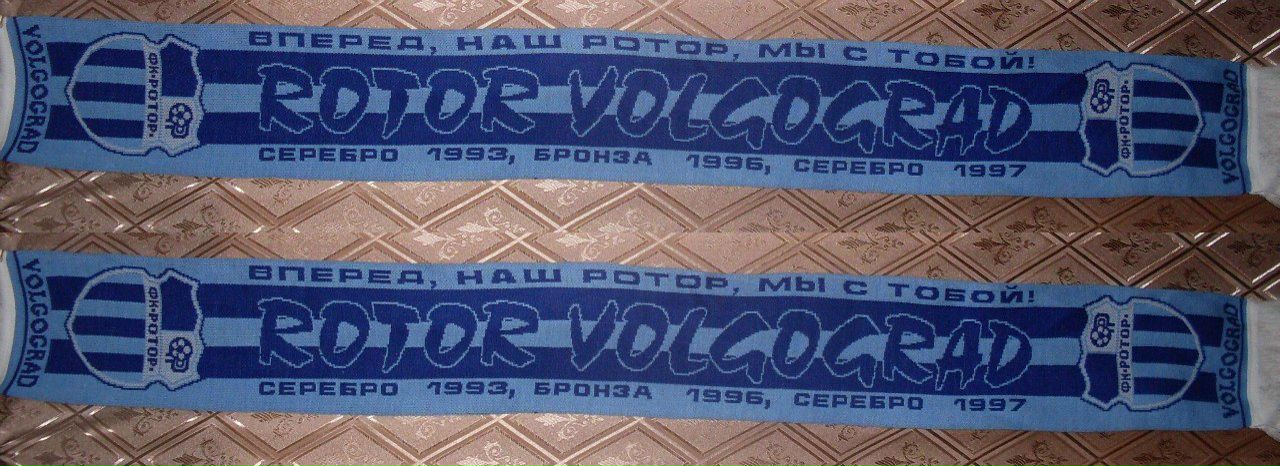 VOLGOGRAD
ФК·РОТОР·
ВПЕРЕД, НАШ РОТОР, МЫ С ТОБОЙ!
ROTOR VOLGOGRAD
СЕРЕБРО 1993, БРОНЗА 1996, СЕРЕБРО 1997
ФК·РОТОР·
VOLGOGRAD
VOLGOGRAD
ФК·РОТОР·
ВПЕРЕД, НАШ РОТОР, МЫ С ТОБОЙ!
ROTOR VOLGOGRAD
СЕРЕБРО 1993, БРОНЗА 1996, СЕРЕБРО 1997
ФК·РОТОР·
VOLGOGRAD